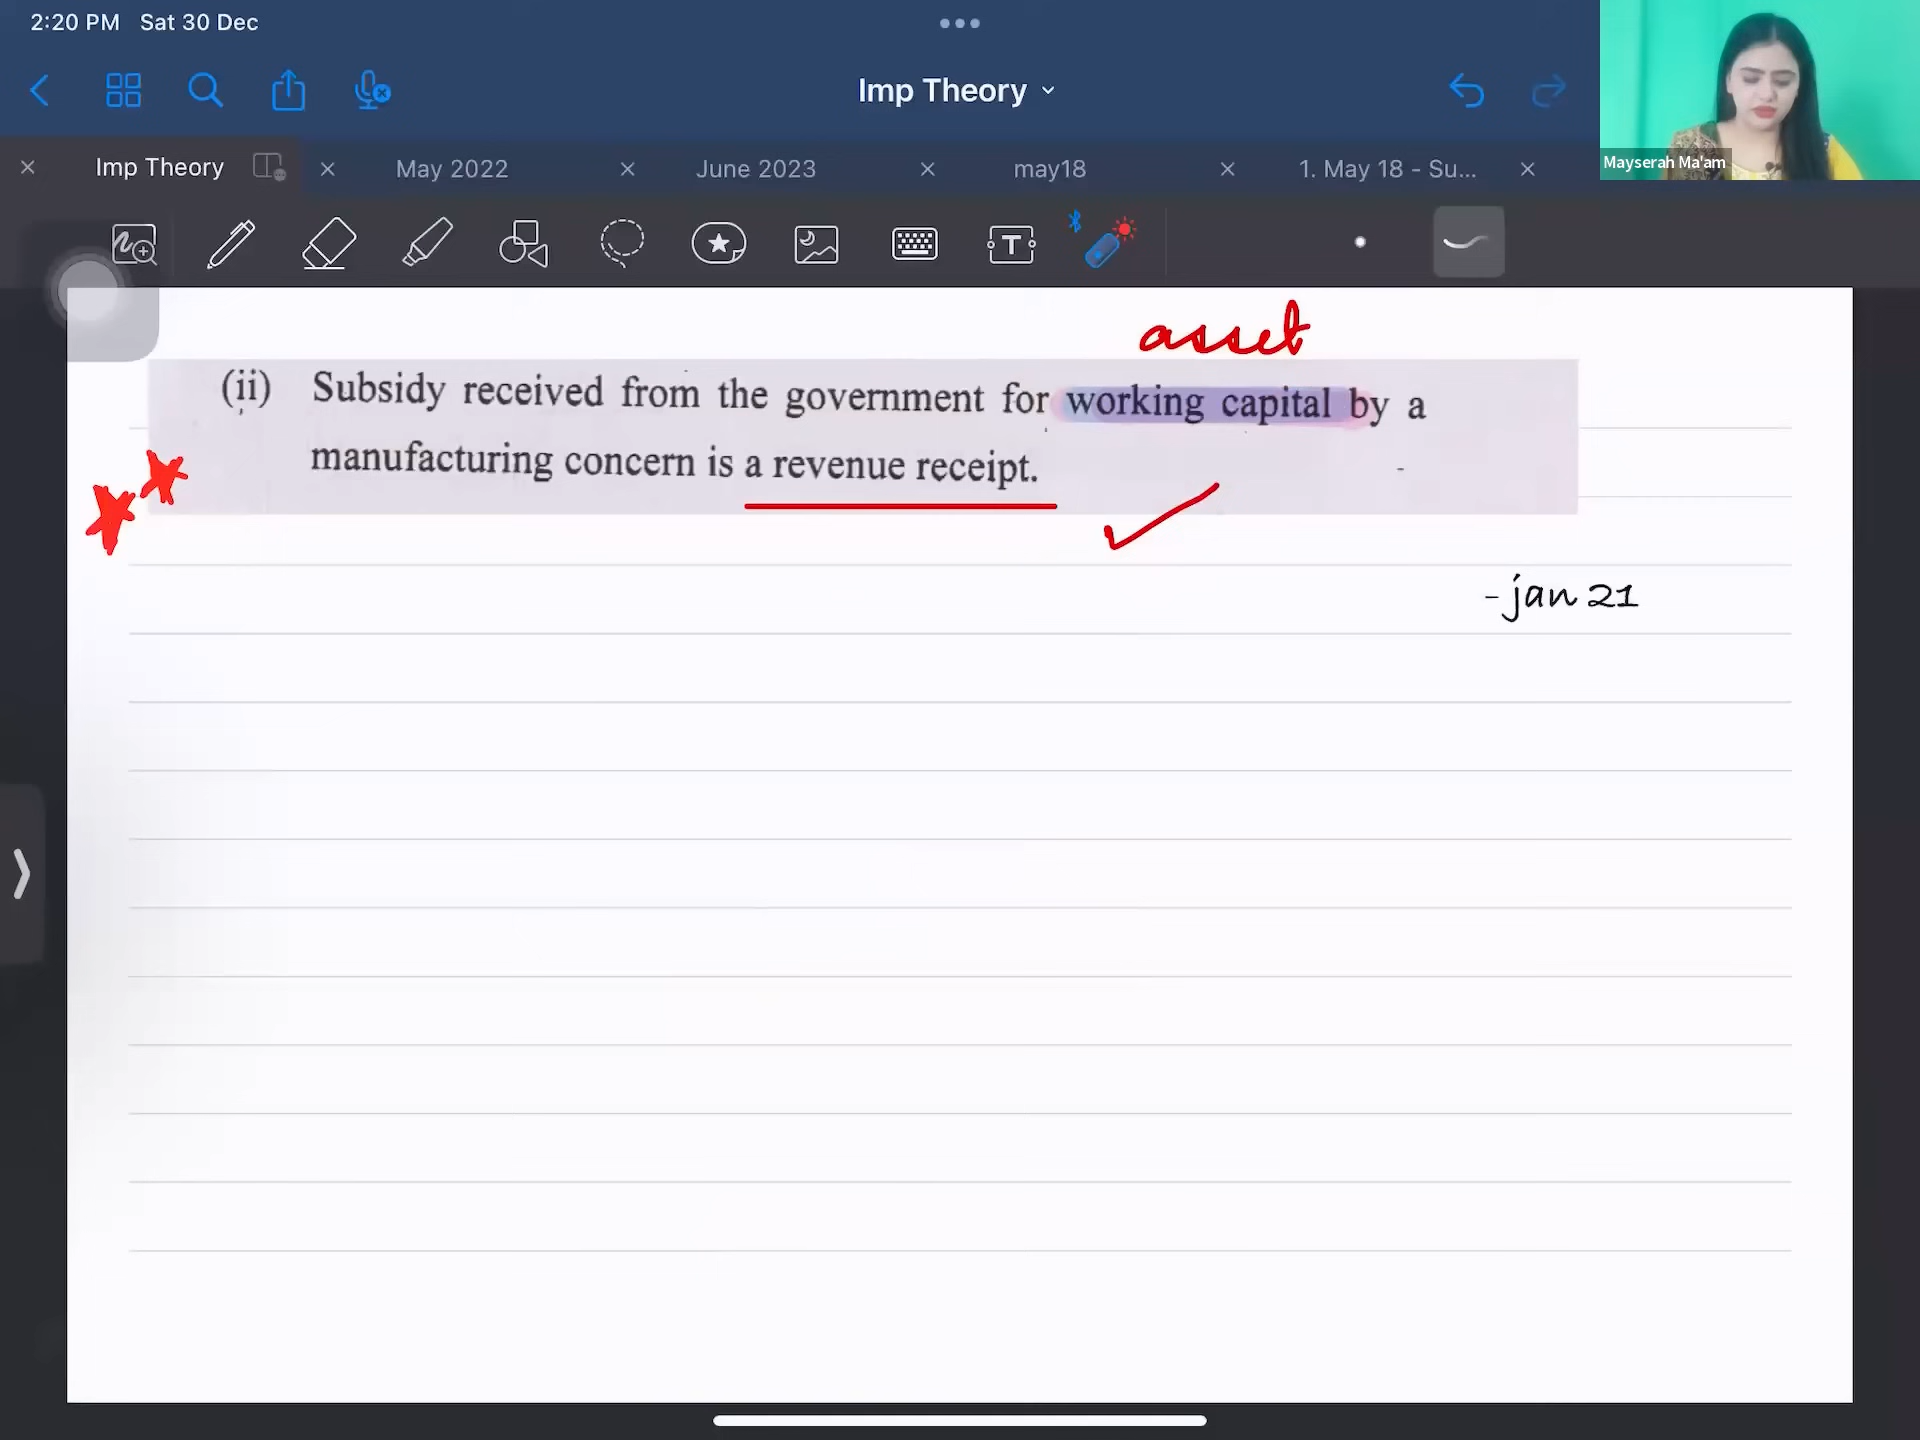 2:20 PM Sat 30 Dec
Imp Theory
Mayserah Ma'am
Imp Theory
May 2022
June 2023
may18
1. May 18 - Su...
T
asset
(ii) Subsidy received from the government for working capital by a
manufacturing concern is a revenue receipt.
- jan 21